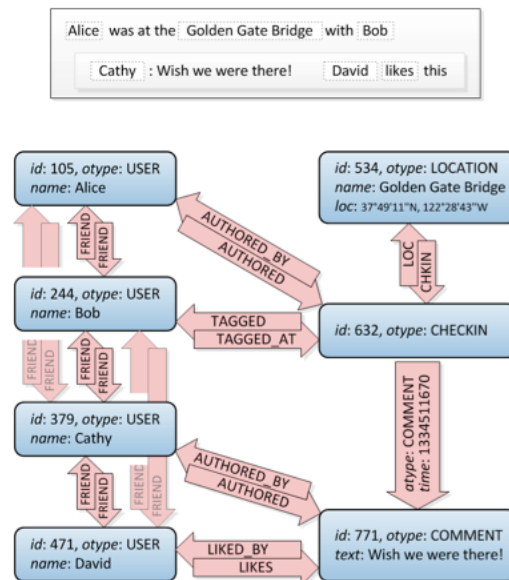 Alice was at the Golden Gate Bridge with Bob
Cathy : Wish we were there! David likes this
id: 105, otype: USER
name: Alice
id: 534, otype: LOCATION
name: Golden Gate Bridge
loc: 37°49'11"N, 122°28'43"W
AUTHORED_BY
AUTHORED
FRIEND
FRIEND
LOC
CHKIN
id: 244, otype: USER
name: Bob
TAGGED
TAGGED_AT
id: 632, otype: CHECKIN
FRIEND
FRIEND
FRIEND
FRIEND
atype: COMMENT
time: 1334511670
id: 379, otype: USER
name: Cathy
AUTHORED_BY
AUTHORED
FRIEND
FRIEND
FRIEND
FRIEND
id: 471, otype: USER
name: David
LIKED_BY
LIKES
id: 771, otype: COMMENT
text: Wish we were there!